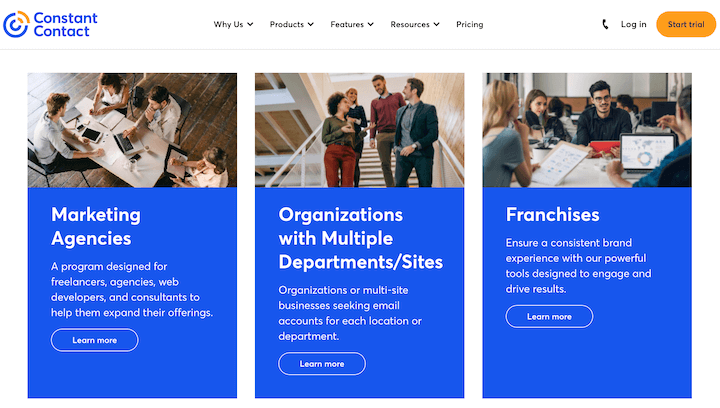 Constant
Contact
Why Us
Products
Features
Resources
Pricing
Log in
Start trial
Marketing
Agencies
A program designed for
freelancers, agencies, web
developers, and consultants to
help them expand their offerings.
Learn more
Organizations
with Multiple
Departments/Sites
Organizations or multi-site
businesses seeking email
accounts for each location or
department.
Learn more
Franchises
Ensure a consistent brand
experience with our powerful
tools designed to engage and
drive results.
Learn more